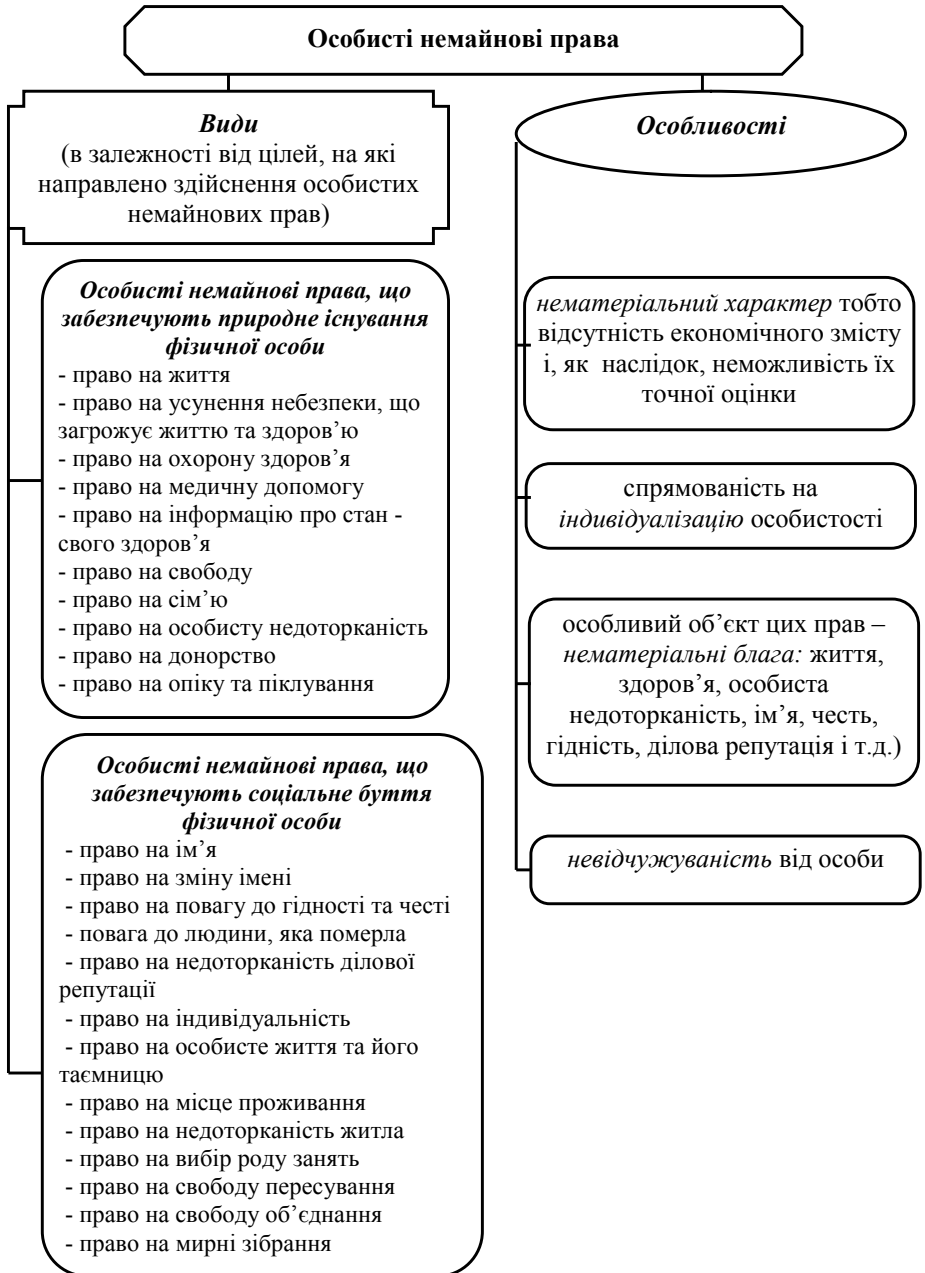 Особисті немайнові права
Види
(в залежності від цілей, на які
направлено здійснення особистих
немайнових прав)
Особисті немайнові права, що
забезпечують природне існування
фізичної особи
- право на життя
- право на усунення небезпеки, що
загрожує життю та здоров’ю
- право на охорону здоров’я
- право на медичну допомогу
- право на інформацію про стан -
свого здоров’я
- право на свободу
- право на сім’ю
- право на особисту недоторканість
- право на донорство
- право на опіку та піклування
Особисті немайнові права, що
забезпечують соціальне буття
фізичної особи
- право на ім’я
- право на зміну імені
- право на повагу до гідності та честі
- повага до людини, яка померла
- право на недоторканість ділової
репутації
- право на індивідуальність
- право на особисте життя та його
таємницю
- право на місце проживання
- право на недоторканість житла
- право на вибір роду занять
- право на свободу пересування
- право на свободу об’єднання
- право на мирні зібрання
Особливості
нематеріальний характер тобто
відсутність економічного змісту
і, як наслідок, неможливість їх
точної оцінки
спрямованість на
індивідуалізацію особистості
особливий об’єкт цих прав –
нематеріальні блага: життя,
здоров’я, особиста
недоторканість, ім’я, честь,
гідність, ділова репутація і т.д.)
невідчужуваність від особи